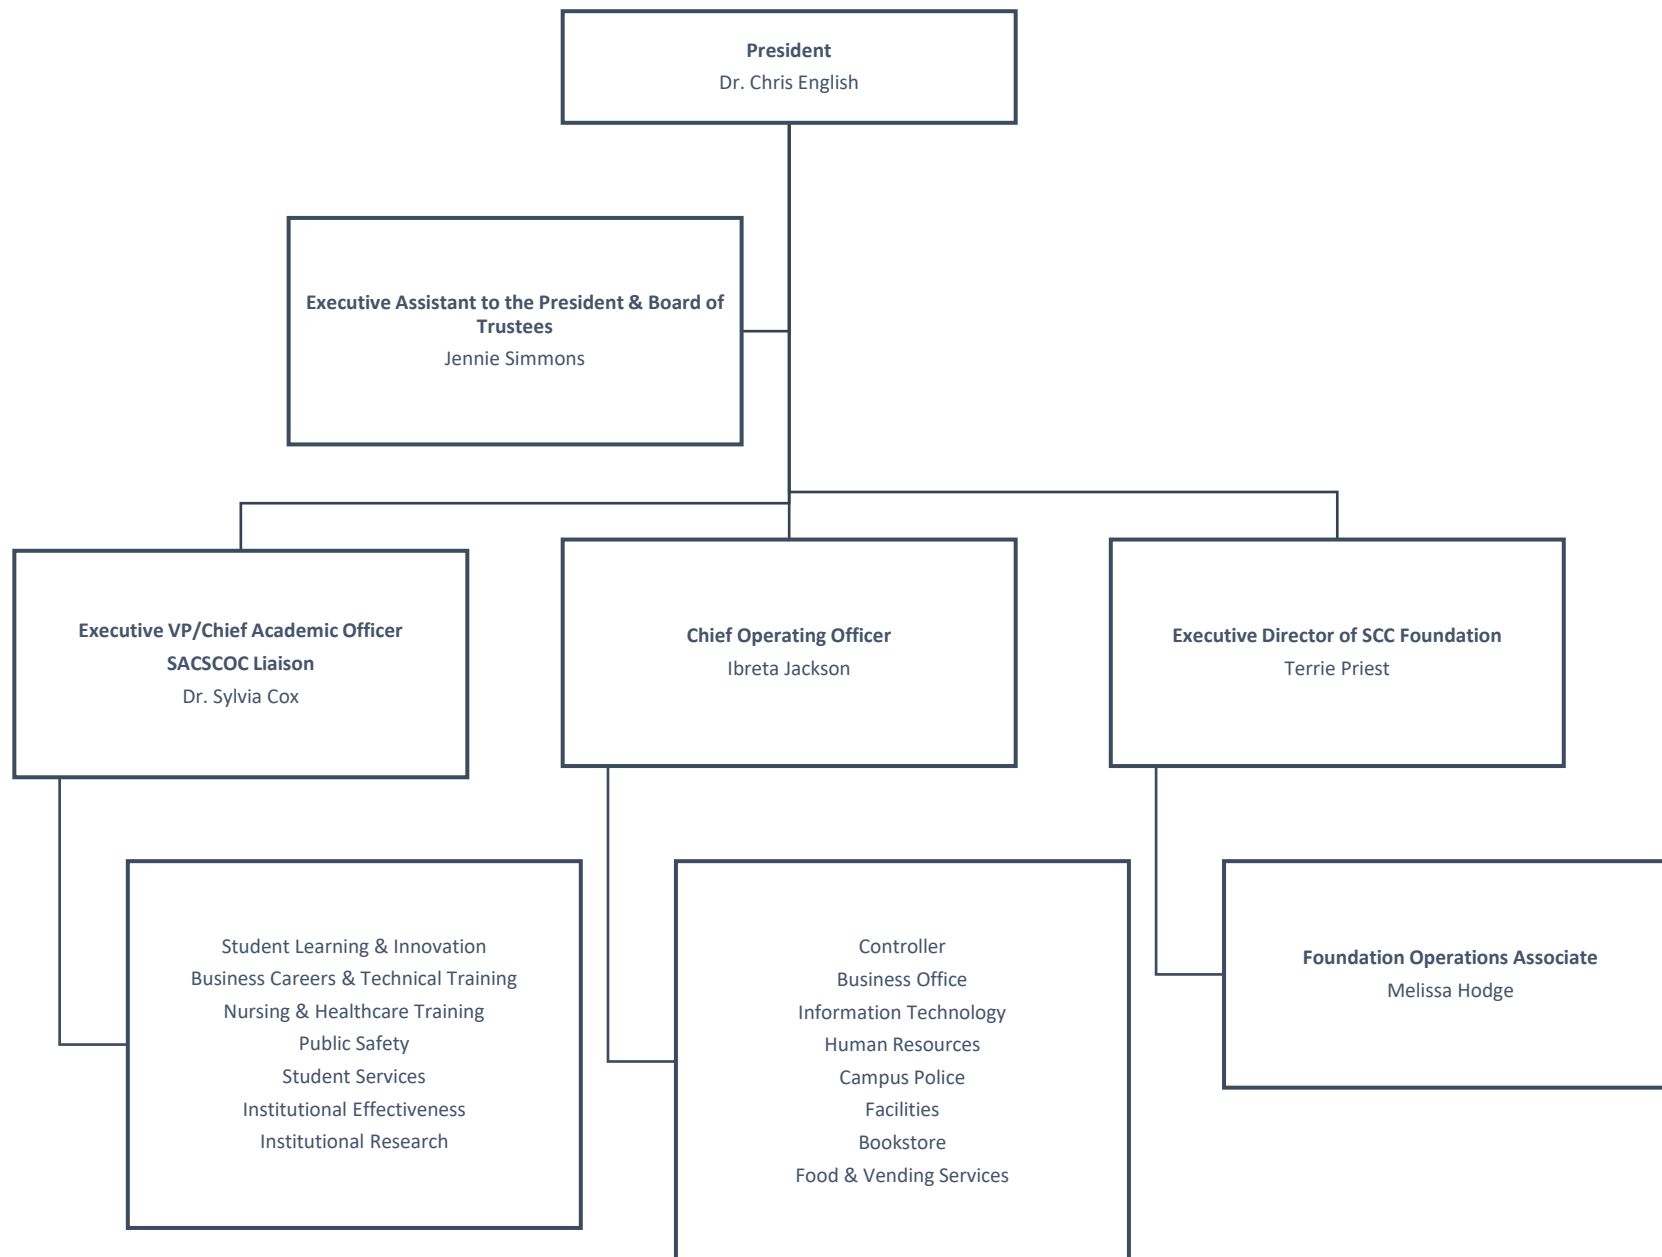 President
Dr. Chris English
Executive Assistant to the President & Board of
Trustees
Jennie Simmons
Executive VP/Chief Academic Officer
SACSCOC Liaison
Dr. Sylvia Cox
Chief Operating Officer
Ibreta Jackson
Executive Director of SCC Foundation
Terrie Priest
Student Learning & Innovation
Business Careers & Technical Training
Nursing & Healthcare Training
Public Safety
Student Services
Institutional Effectiveness
Institutional Research
Controller
Business Office
Information Technology
Human Resources
Campus Police
Facilities
Bookstore
Food & Vending Services
Foundation Operations Associate
Melissa Hodge